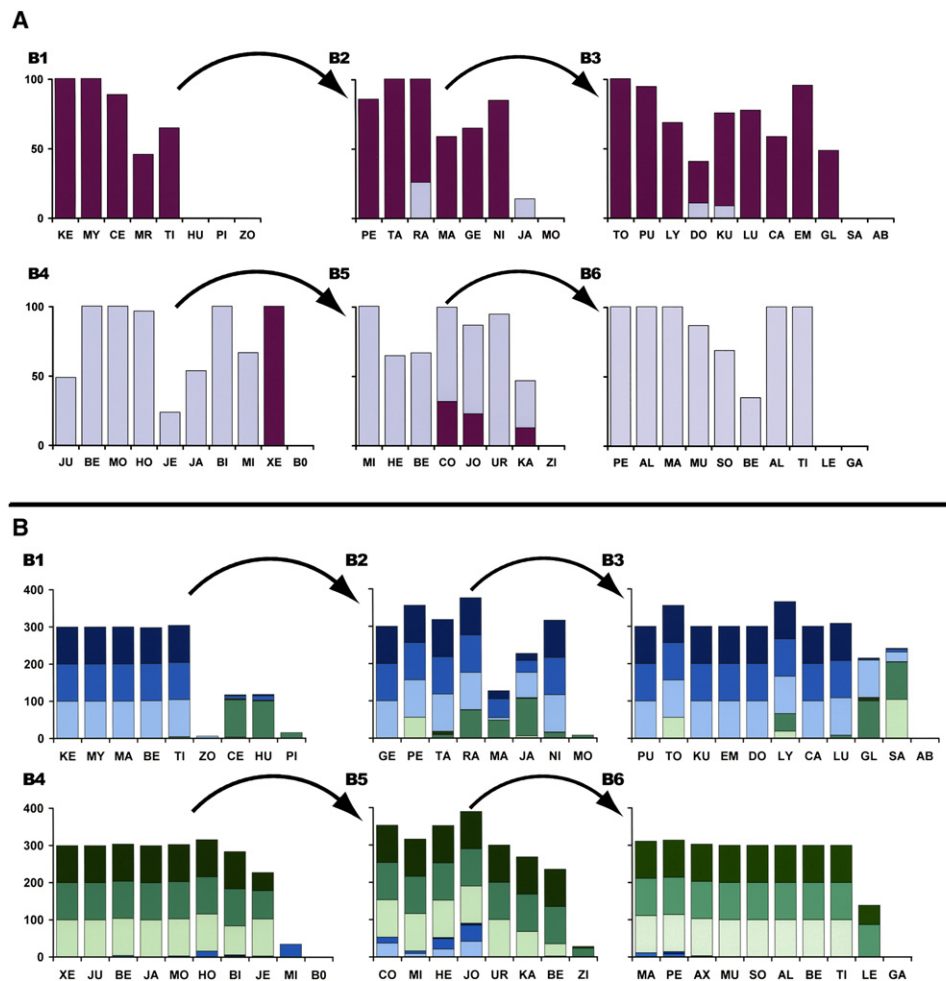 A
B1 B2 B3
100
50
0
KE MY CE MR TI HU PI ZO
PE TA RA MA GE NI JA MO
TO PU LY DO KU LU CA EM GL SA AB
B4 B5 B6
100
50
0
JU BE MO HO JE JA BI MI XE B0
MI HE BE CO JO UR KA ZI
PE AL MA MU SO BE AL TI LE GA
B
B1 B2 B3
400
300
200
100
0
KE MY MA BE TI ZO CE HU PI
GE PE TA RA MA JA NI MO
PU TO KU EM DO LY CA LU GL SA AB
B4 B5 B6
400
300
200
100
0
XE JU BE JA MO HO BI JE MI B0
CO MI HE JO UR KA BE ZI
MA PE AX MU SO AL BE TI LE GA